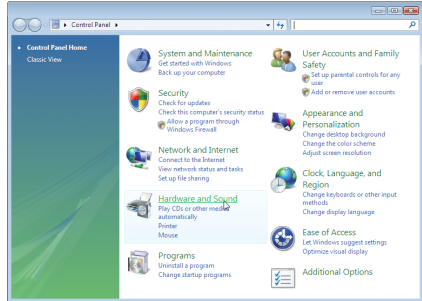 Control Panel
Control Panel Home
Classic View
System and Maintenance
Get started with Windows
Back up your computer
Security
Check for updates
Check this computer's security status
Allow a program through
Windows Firewall
Network and Internet
Connect to the Internet
View network status and tasks
Set up file sharing
Hardware and Sound
Play CDs or other media
automatically
Printer
Mouse
Programs
Uninstall a program
Change startup programs
User Accounts and Family
Safety
Set up parental controls for any
user
Add or remove user accounts
Appearance and
Personalization
Change desktop background
Change the color scheme
Adjust screen resolution
Clock, Language, and
Region
Change keyboards or other input
methods
Change display language
Ease of Access
Let Windows suggest settings
Optimize visual display
Additional Options